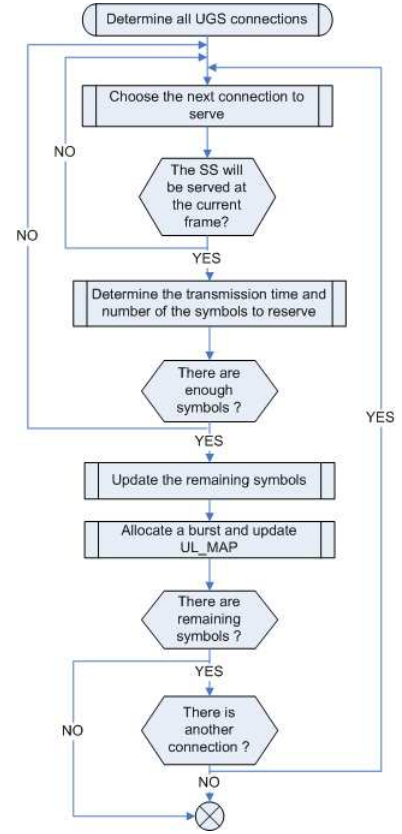 Determine all UGS connections
Choose the next connection to
serve
NO
The SS will
be served at
the current
frame?
NO
YES
Determine the transmission time and
number of the symbols to reserve
There are
enough
symbols ?
YES
YES
Update the remaining symbols
Allocate a burst and update
UL_MAP
There are
remaining
symbols ?
YES
There is
another
connection ?
NO
NO